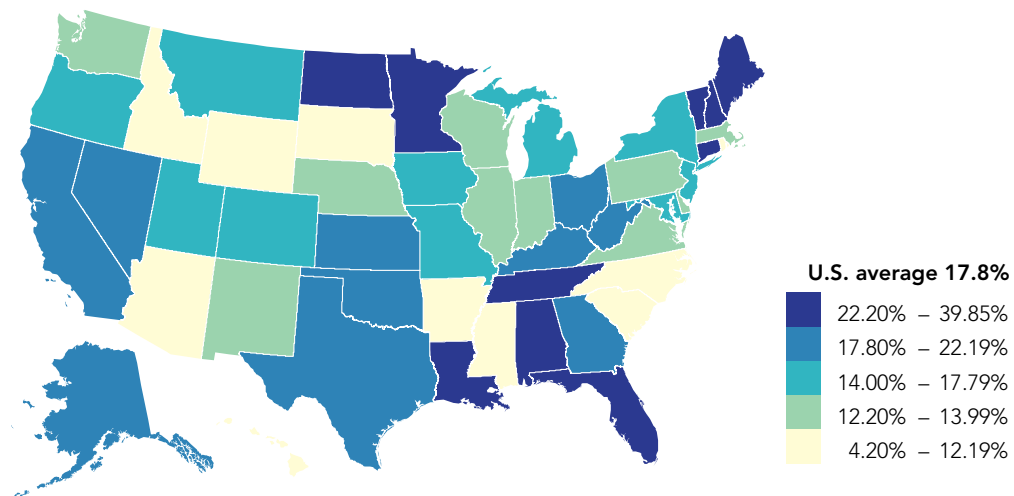 U.S. average 17.8%
22.20% – 39.85%
17.80% – 22.19%
14.00% – 17.79%
12.20% – 13.99%
4.20% – 12.19%